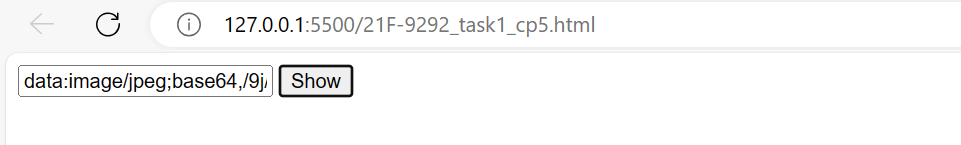 127.0.0.1:5500/21F-9292_task1_cp5.html
data:image/jpeg;base64,/9j/ Show